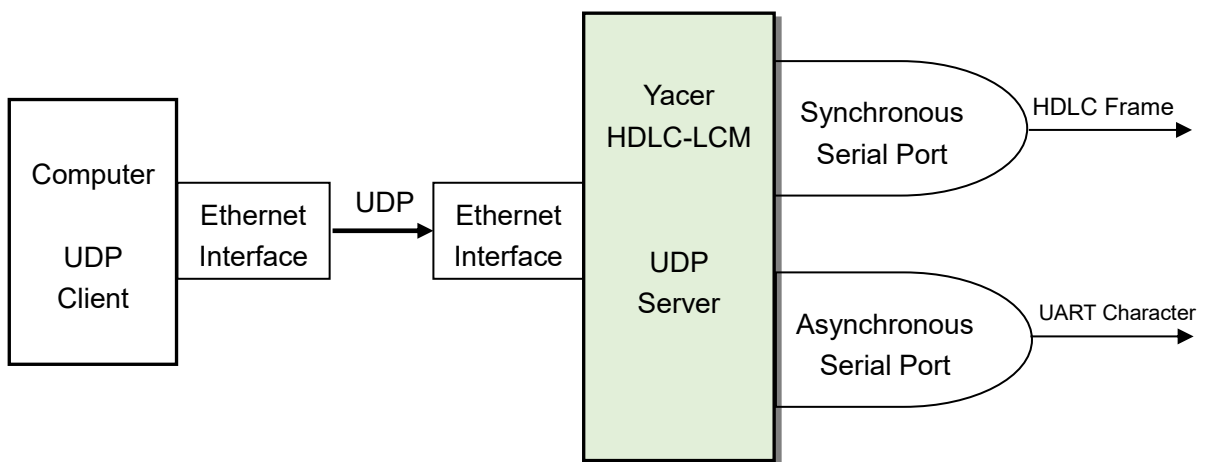 Computer
UDP
Client
Ethernet
Interface
UDP
Ethernet
Interface
Yacer
HDLC-LCM
UDP
Server
Synchronous
Serial Port
HDLC Frame
Asynchronous
Serial Port
UART Character